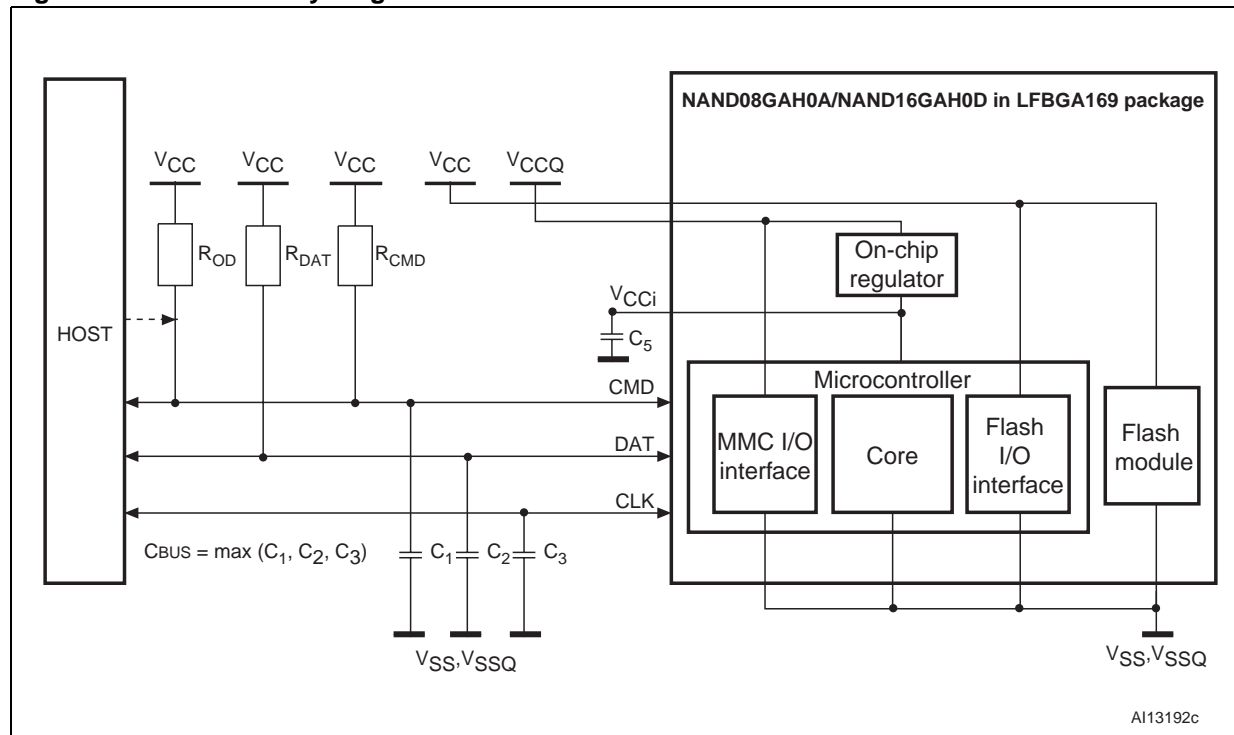 NAND08GAH0A/NAND16GAH0D in LFBGA169 package
VCC
VCC
VCC
VCC
VCCQ
ROD
RDAT
RCMD
On-chip
regulator
VCCi
C5
HOST
Microcontroller
CMD
MMC I/O
interface
Core
Flash
I/O
interface
Flash
module
DAT
CLK
CBUS = max (C1, C2, C3)
C1
C2
C3
VSS,VSSQ
VSS,VSSQ
AI13192c